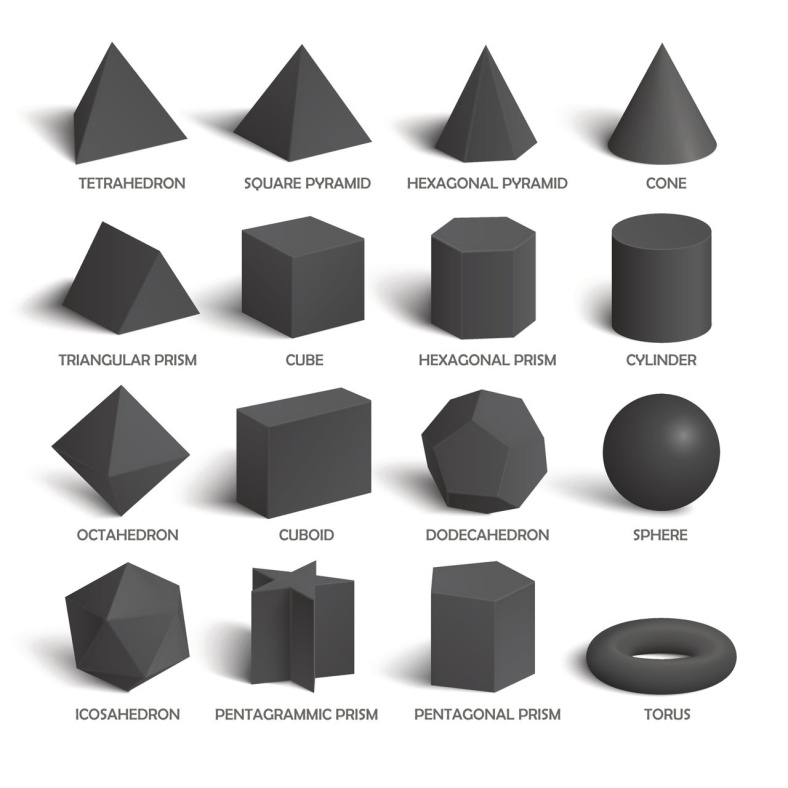 TETRAHEDRON
SQUARE PYRAMID
HEXAGONAL PYRAMID
CONE
TRIANGULAR PRISM
CUBE
HEXAGONAL PRISM
CYLINDER
OCTAHEDRON
CUBOID
DODECAHEDRON
SPHERE
ICOSAHEDRON
PENTAGRAMMIC PRISM
PENTAGONAL PRISM
TORUS